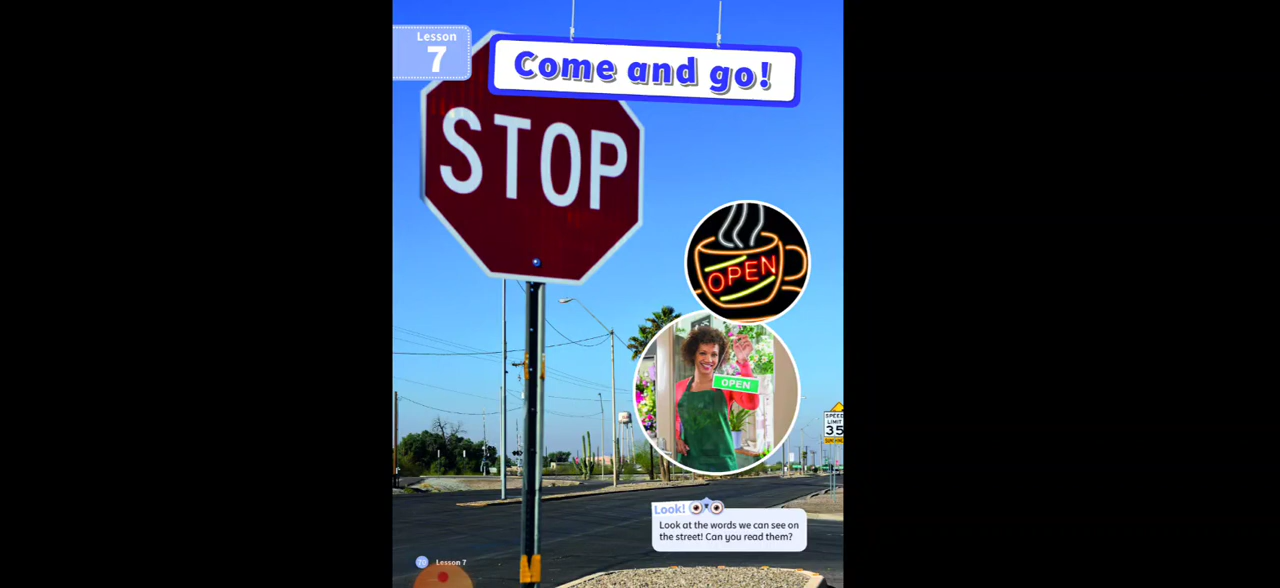 Lesson
7
Come and go!
STOP
OPEN
OPEN
SPEED
LIMIT
35
Look!
Look at the words we can see on
the street! Can you read them?
20 Lesson 7